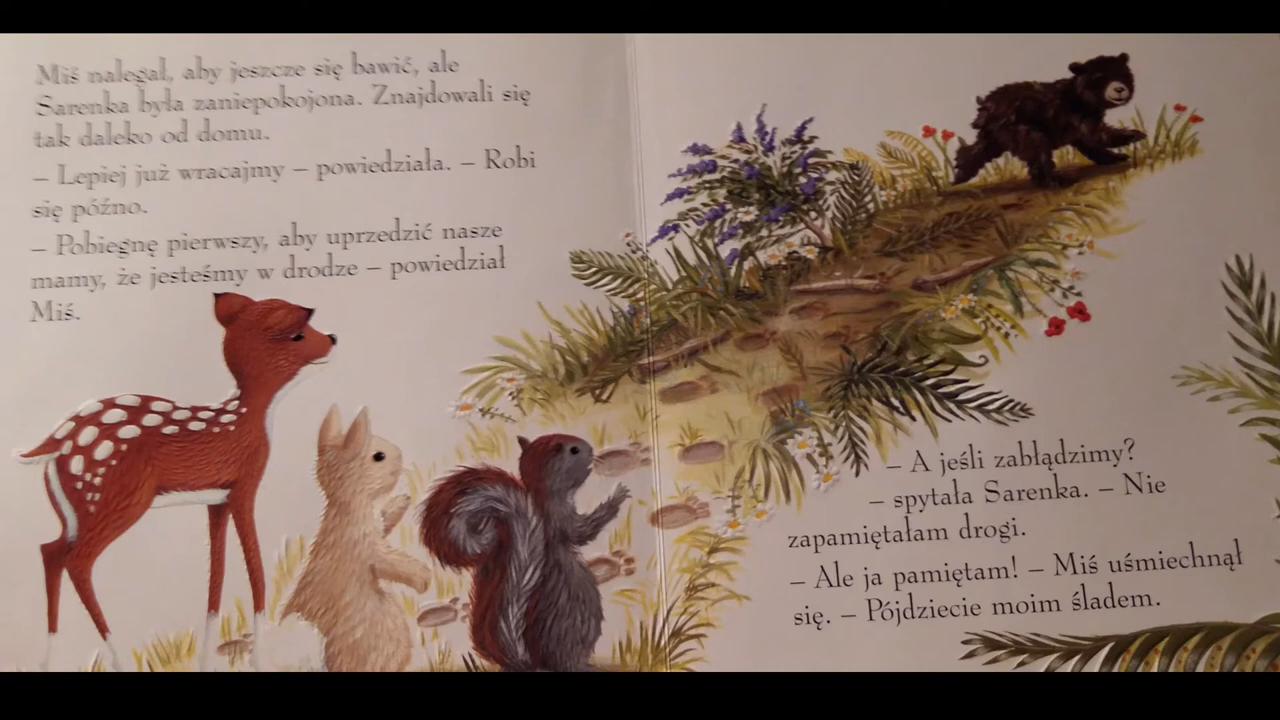 Miś nalegał, aby jeszcze się bawić, ale
Sarenka była zaniepokojona. Znajdowali się
tak daleko od domu.
– Lepiej już wracajmy – powiedziała. – Robi
się późno.
– Pobiegnę pierwszy, aby uprzedzić nasze
mamy, że jesteśmy w drodze – powiedział
Miś.
– A jeśli zabłądzimy?
– spytała Sarenka. – Nie
zapamiętałam drogi.
– Ale ja pamiętam! – Miś uśmiechnął
się. – Pójdziecie moim śladem.